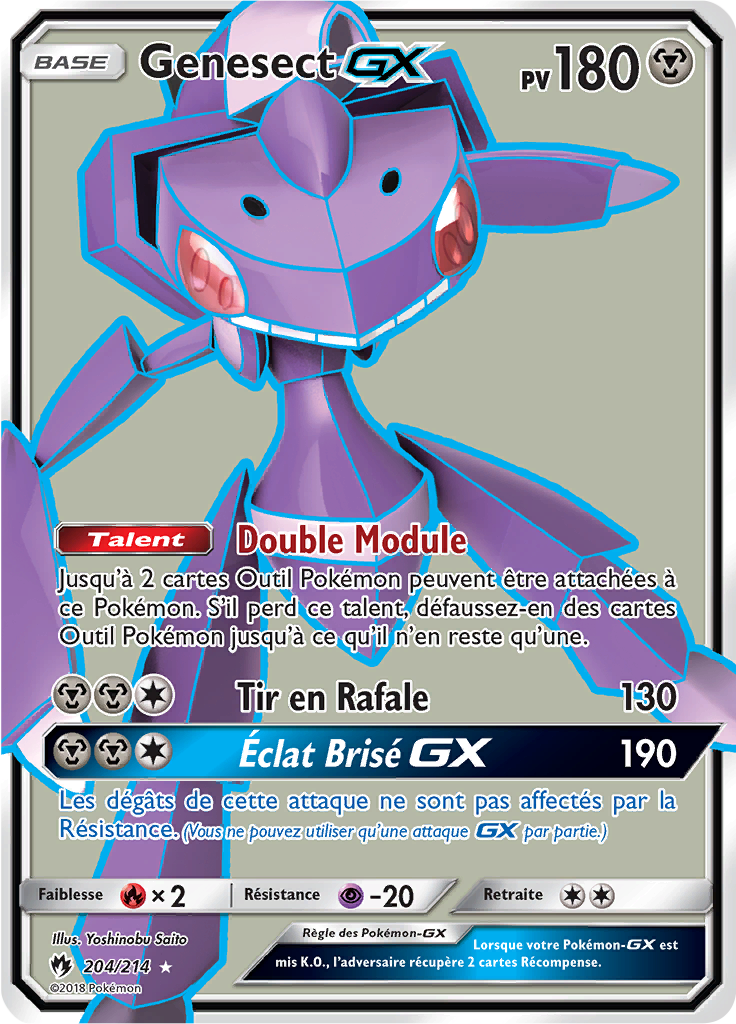 BASE Genesect GX PV 180
Talent Double Module
Jusqu'à 2 cartes Outil Pokémon peuvent être attachées à
ce Pokémon. S'il perd ce talent, défaussez-en des cartes
Outil Pokémon jusqu'à ce qu'il n'en reste qu'une.
Tir en Rafale 130
Éclat Brisé GX 190
Les dégâts de cette attaque ne sont pas affectés par la
Résistance. (Vous ne pouvez utiliser qu'une attaque GX par partie.)
Faiblesse ×2 Résistance -20 Retraite
Illus. Yoshinobu Saito
204/214
©2018 Pokémon
Règle des Pokémon-GX
Lorsque votre Pokémon-GX est
mis K.O., l'adversaire récupère 2 cartes Récompense.